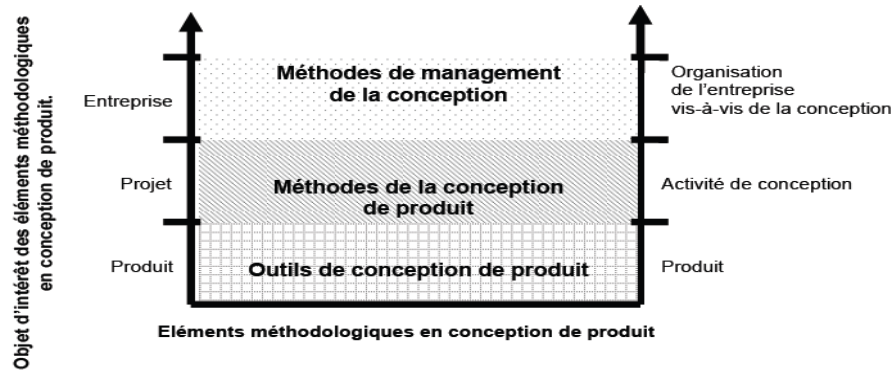 Objet d'intérêt des éléments méthodologiques
en conception de produit.
Entreprise
Projet
Produit
Méthodes de management
de la conception
Méthodes de la conception
de produit
Outils de conception de produit
Organisation
de l'entreprise
vis-à-vis de la conception
Activité de conception
Produit
Eléments méthodologiques en conception de produit